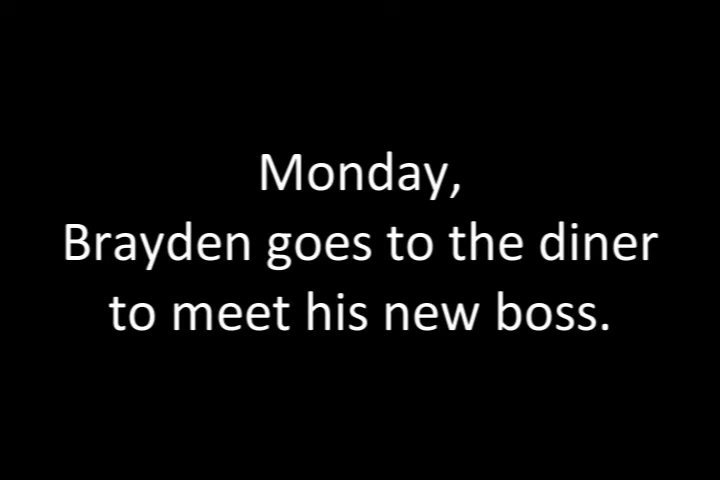 Monday,
Brayden goes to the diner
to meet his new boss.